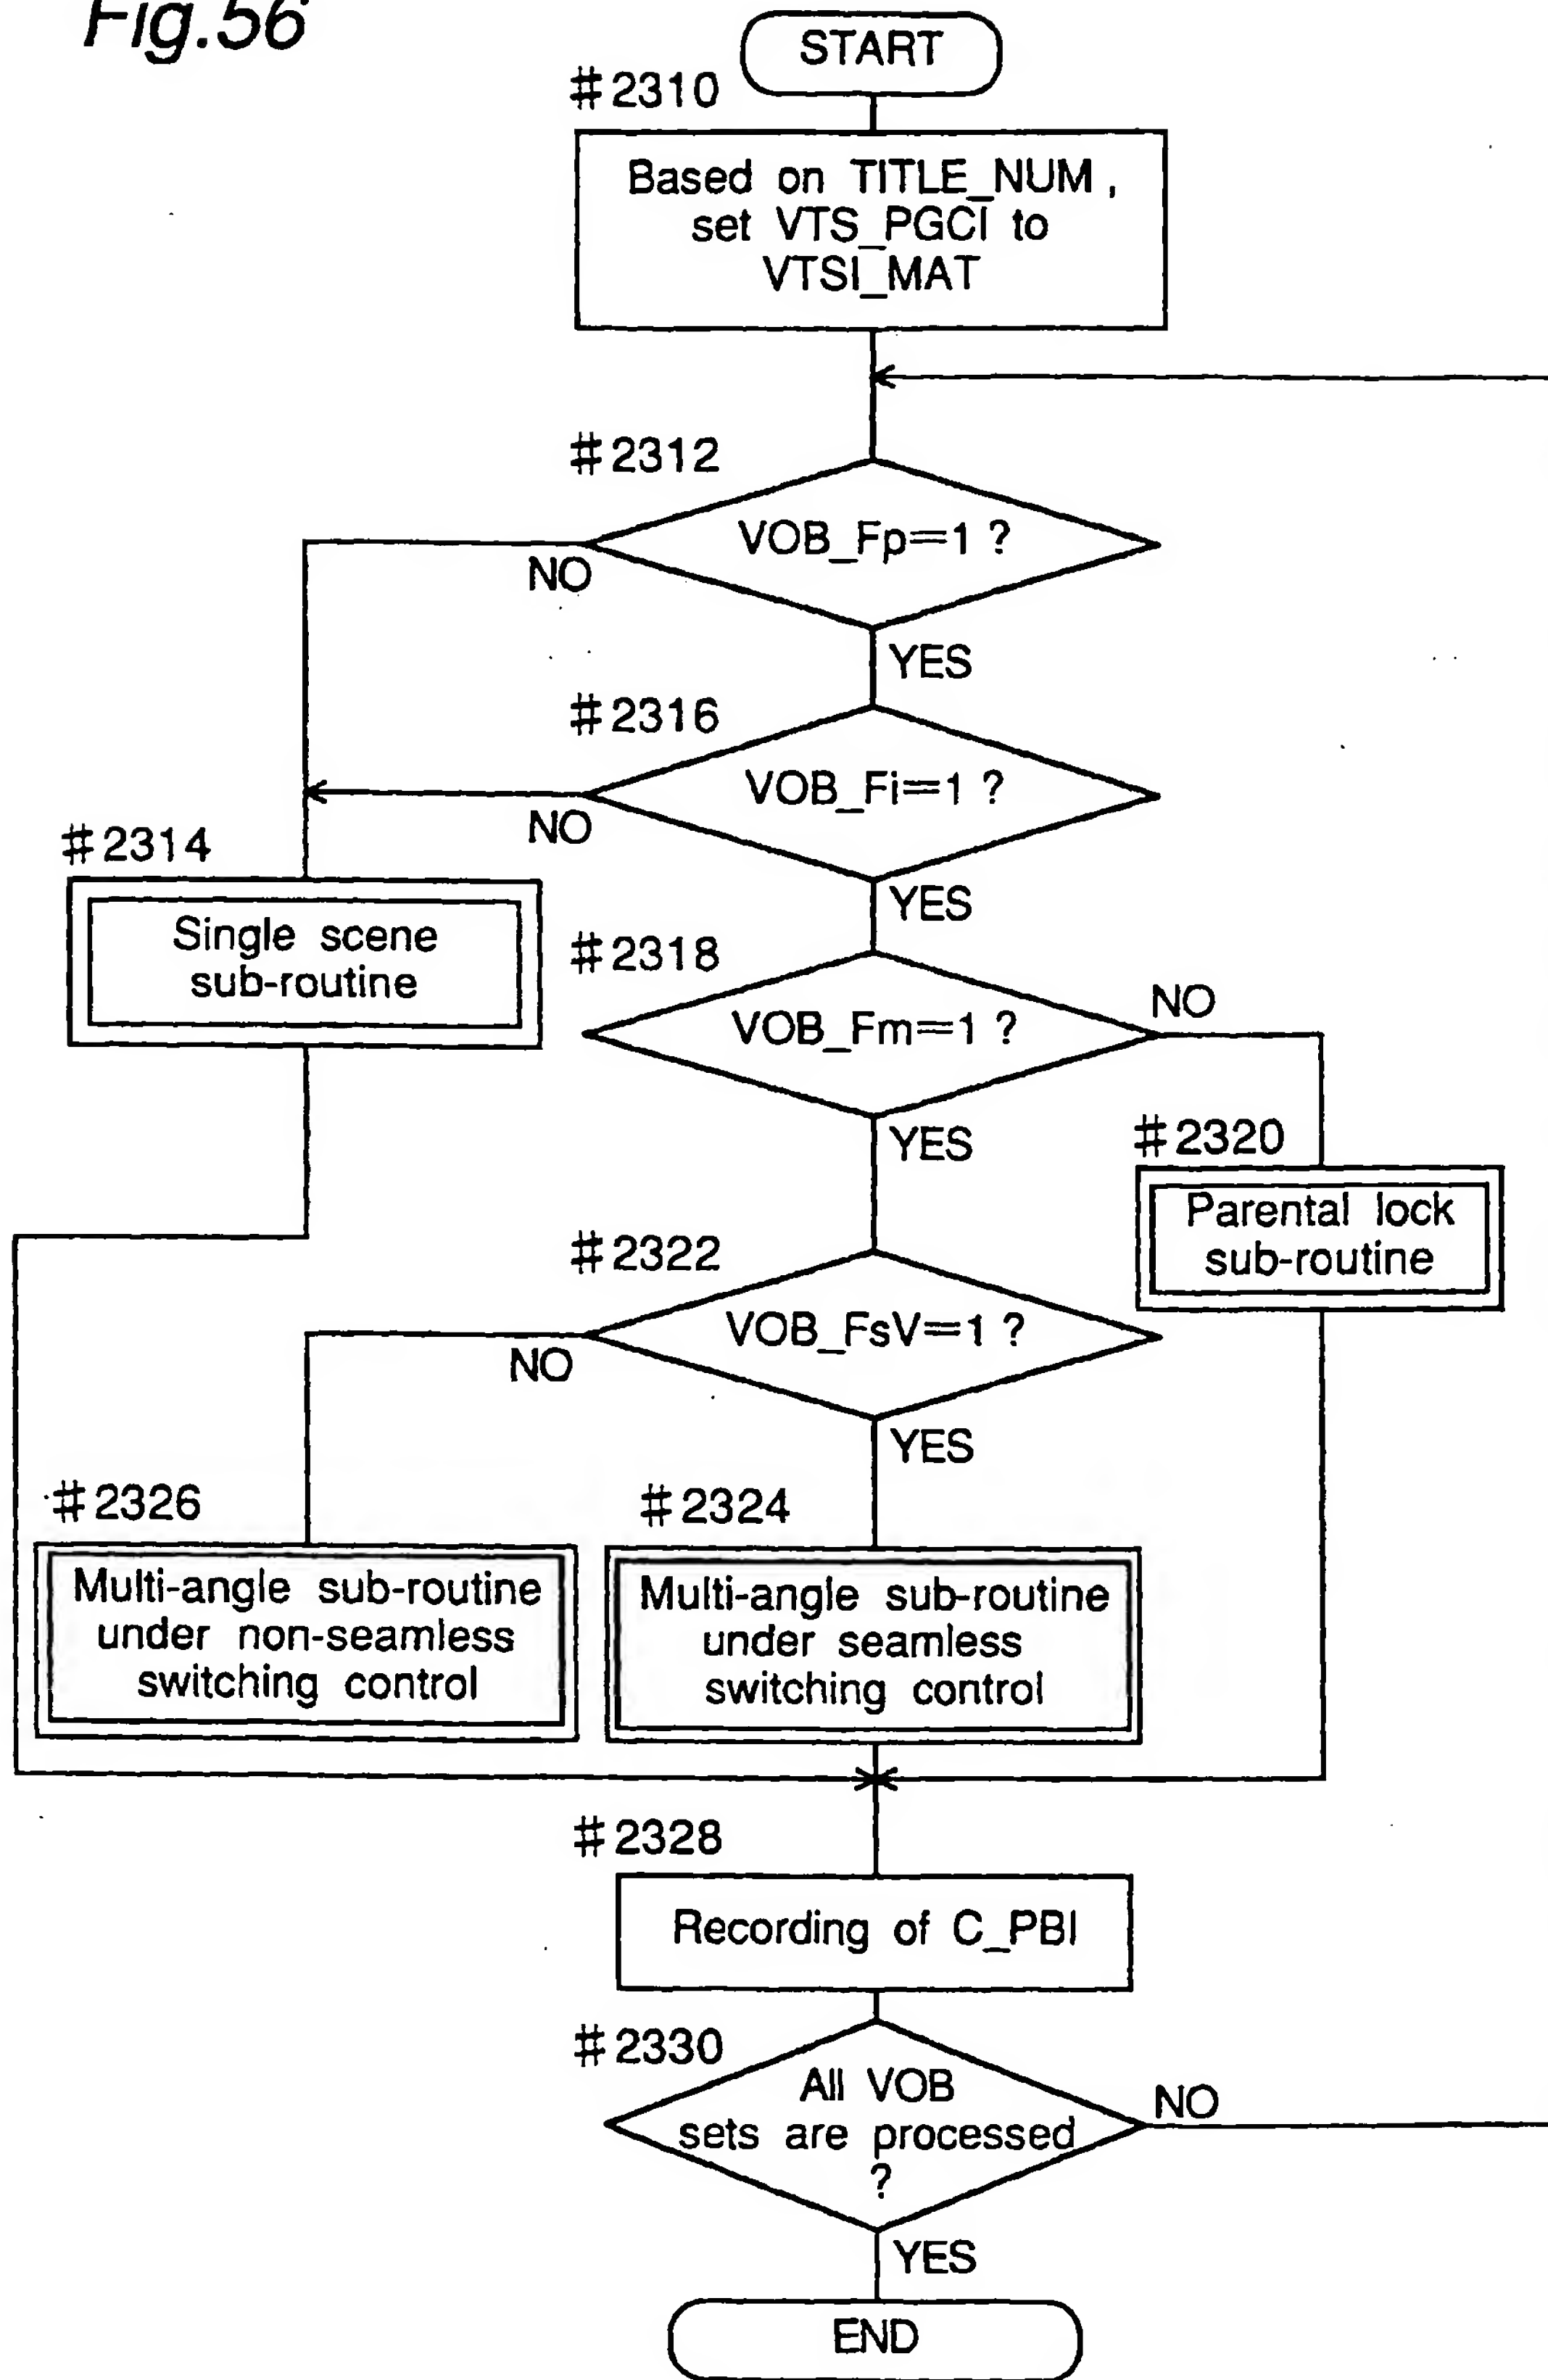 Fig.56
START
#2310
Based on TITLE_NUM,
set VTS_PGCI to
VTSI_MAT
#2312
VOB_Fp=1 ?
NO
YES
#2316
VOB_Fi=1 ?
NO
YES
#2314
Single scene
sub-routine
#2318
VOB_Fm=1 ?
NO
YES
#2320
Parental lock
sub-routine
#2322
VOB_FsV=1 ?
NO
YES
#2326
Multi-angle sub-routine
under non-seamless
switching control
#2324
Multi-angle sub-routine
under seamless
switching control
#2328
Recording of C_PBI
#2330
All VOB
sets are processed
?
NO
YES
END